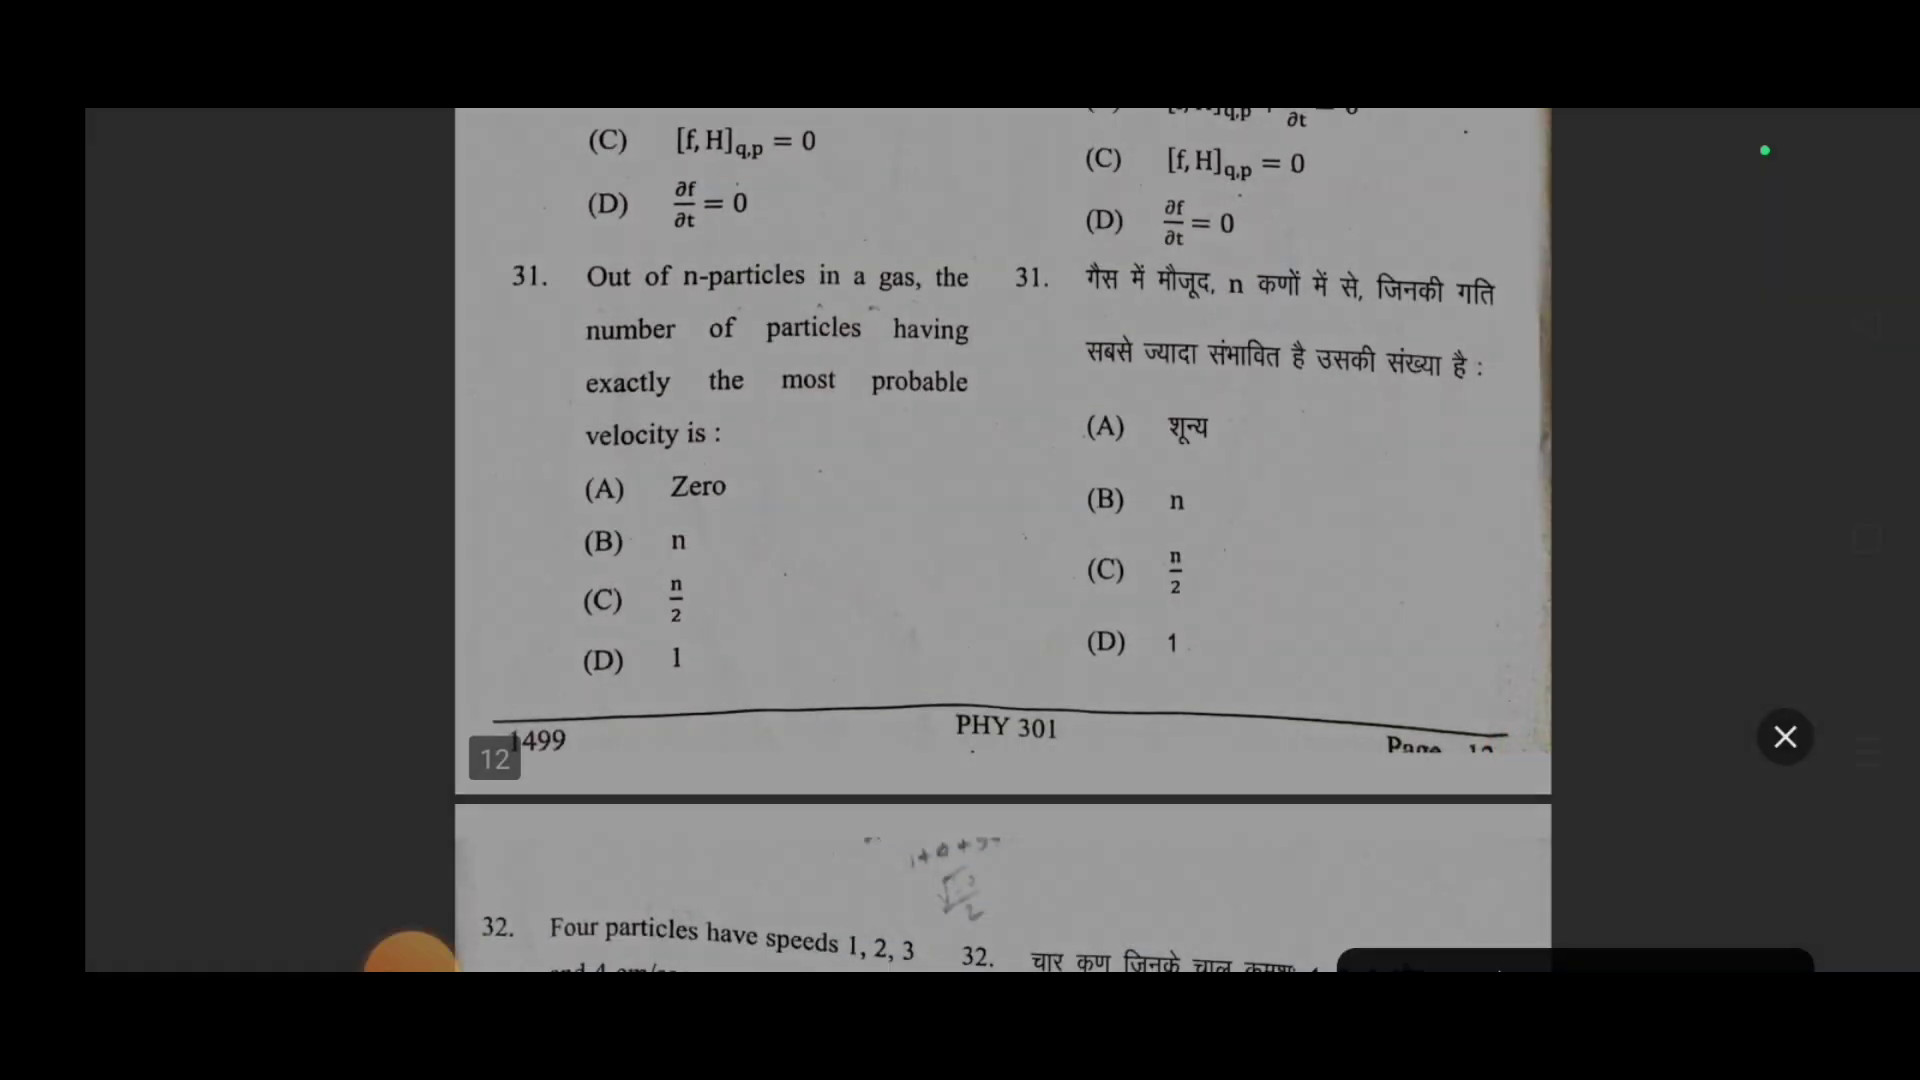 (C) [f, H]q,p = 0
(D) ∂f/∂t = 0
31. Out of n-particles in a gas, the
number of particles having
exactly the most probable
velocity is :
(A) Zero
(B) n
(C) n/2
(D) 1
∂t
(C) [f, H]q,p = 0
(D) ∂f/∂t = 0
31. गैस में मौजूद, n कणों में से, जिनकी गति
सबसे ज्यादा संभावित है उसकी संख्या है :
(A) शून्य
(B) n
(C) n/2
(D) 1
1499 PHY 301
12
32. Four particles have speeds 1, 2, 3
32. चार कण जिनके चाल